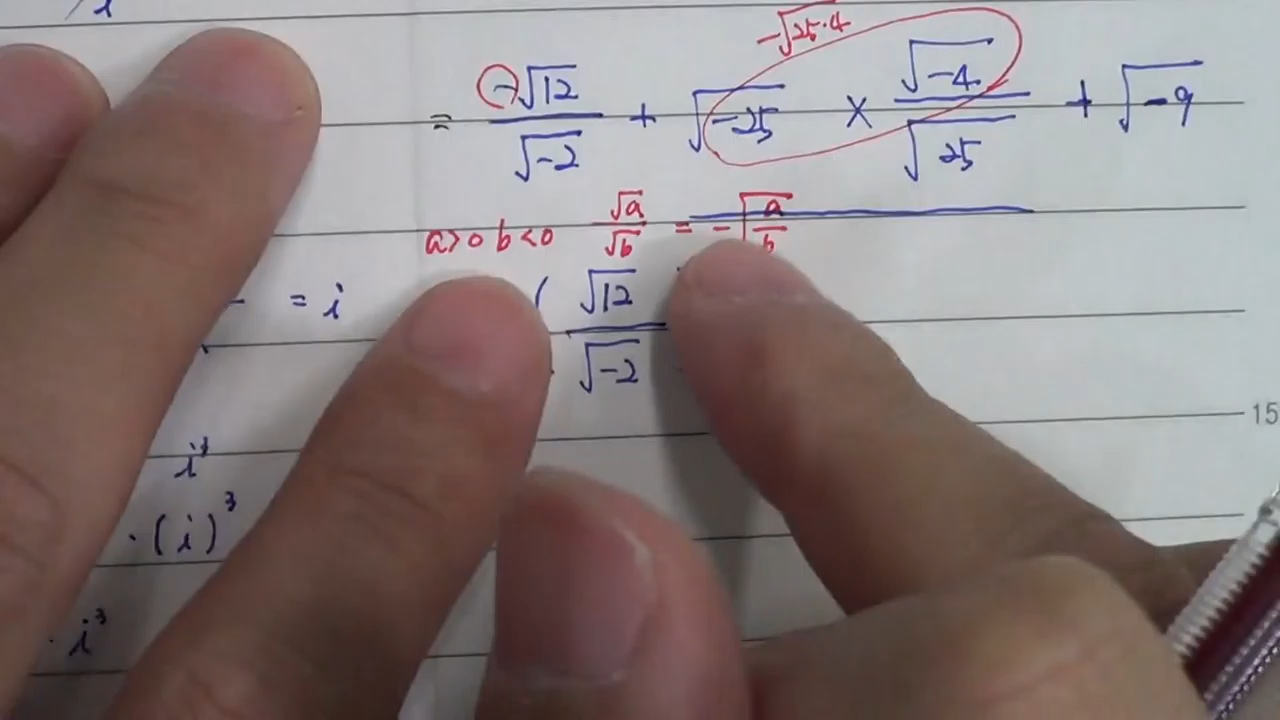 i
-√25·4
= -√12/√-2 + √-25 × √-4/√25 + √-9
a>0 b<0 √a/√b = -√a/b
= i ( √12/√-2
15
i³
·(i)³
· i³